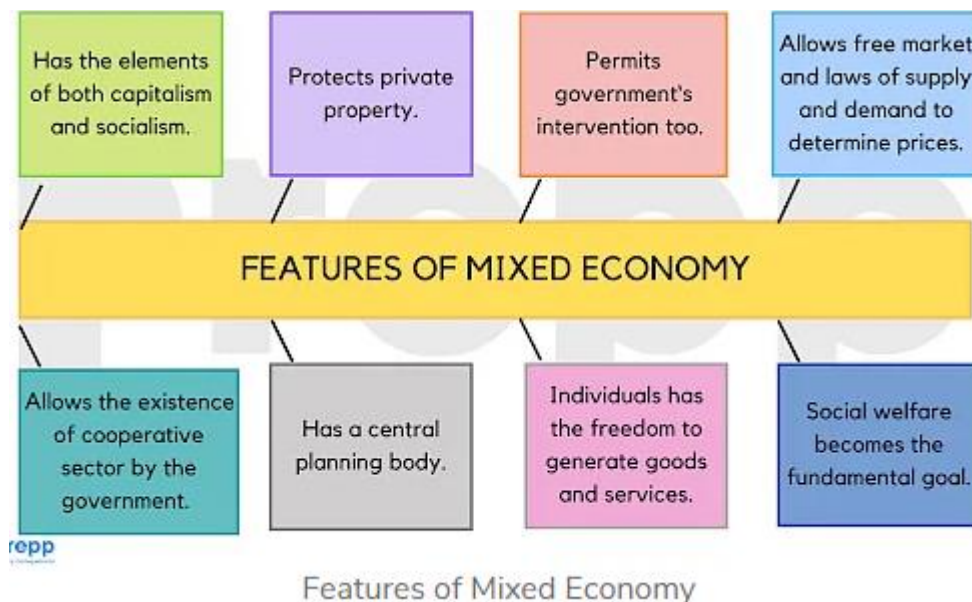 Has the elements
of both capitalism
and socialism.
Protects private
property.
Permits
government's
intervention too.
Allows free market
and laws of supply
and demand to
determine prices.
FEATURES OF MIXED ECONOMY
Allows the existence
of cooperative
sector by the
government.
Has a central
planning body.
Individuals has
the freedom to
generate goods
and services.
Social welfare
becomes the
fundamental goal.
repp
Features of Mixed Economy